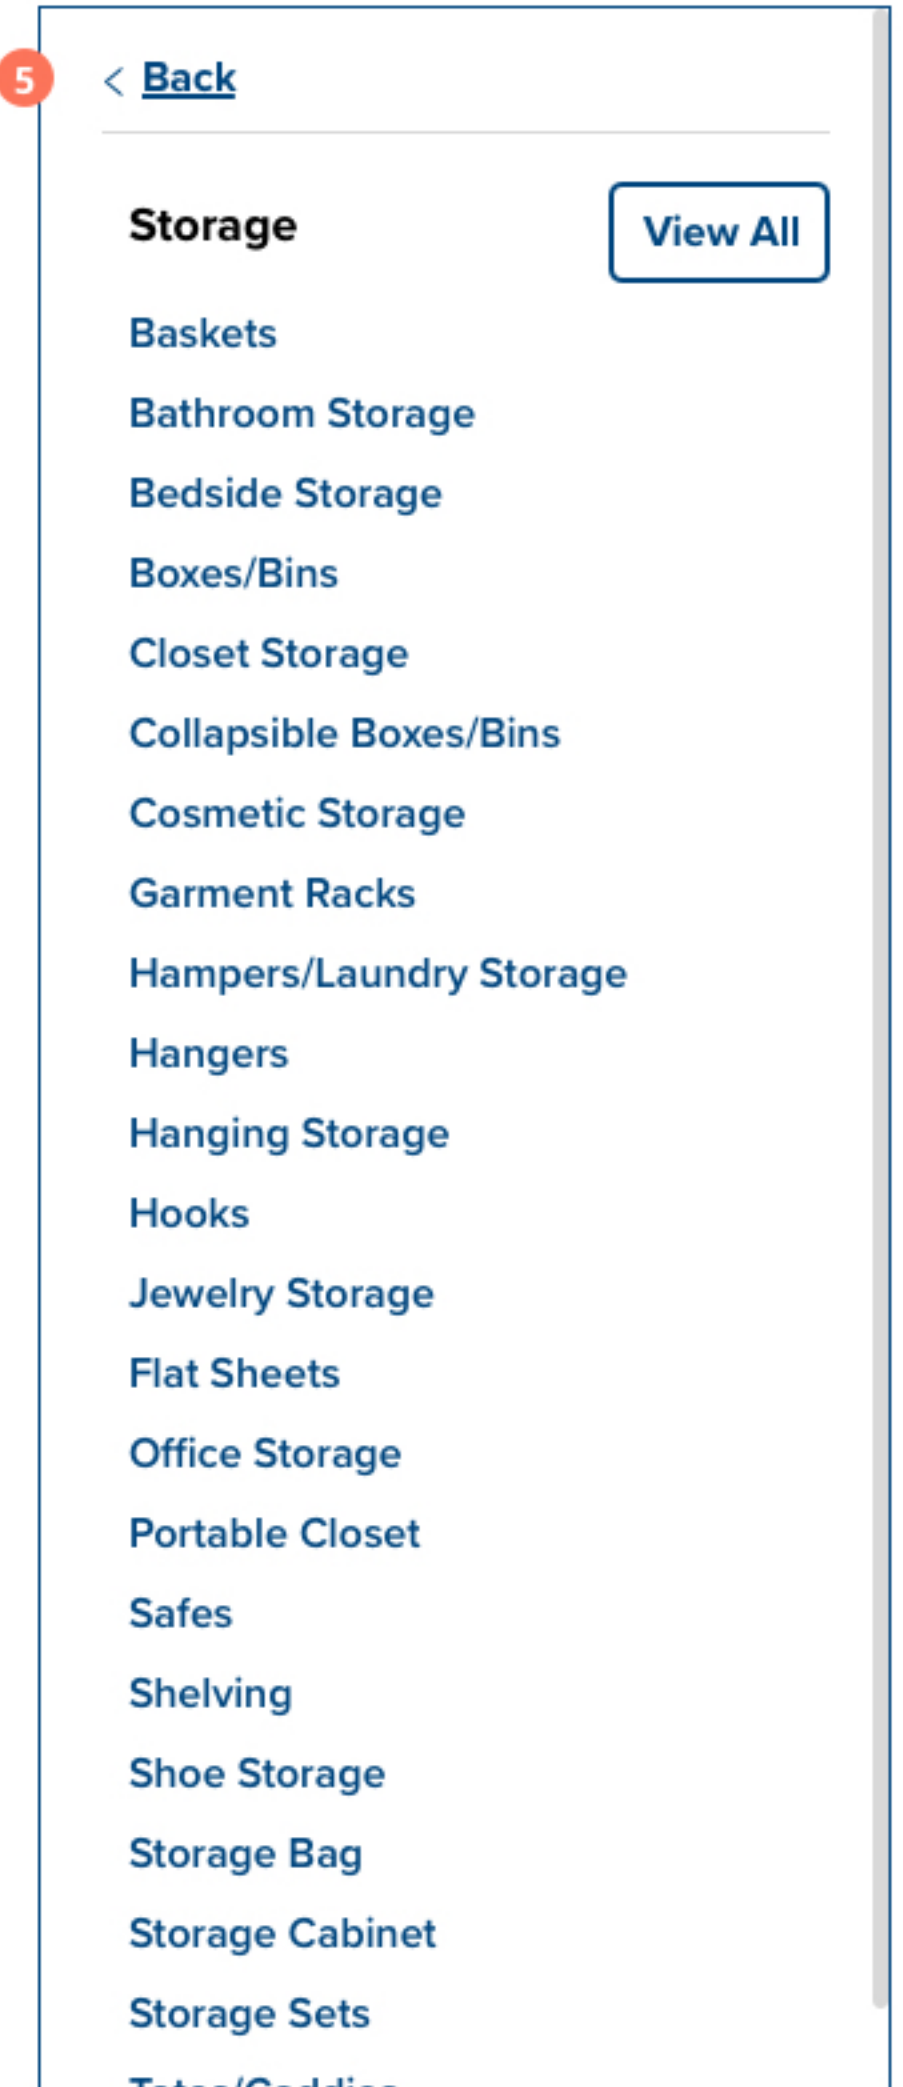 5
< Back
Storage
View All
Baskets
Bathroom Storage
Bedside Storage
Boxes/Bins
Closet Storage
Collapsible Boxes/Bins
Cosmetic Storage
Garment Racks
Hampers/Laundry Storage
Hangers
Hanging Storage
Hooks
Jewelry Storage
Flat Sheets
Office Storage
Portable Closet
Safes
Shelving
Shoe Storage
Storage Bag
Storage Cabinet
Storage Sets
Totes/Caddies